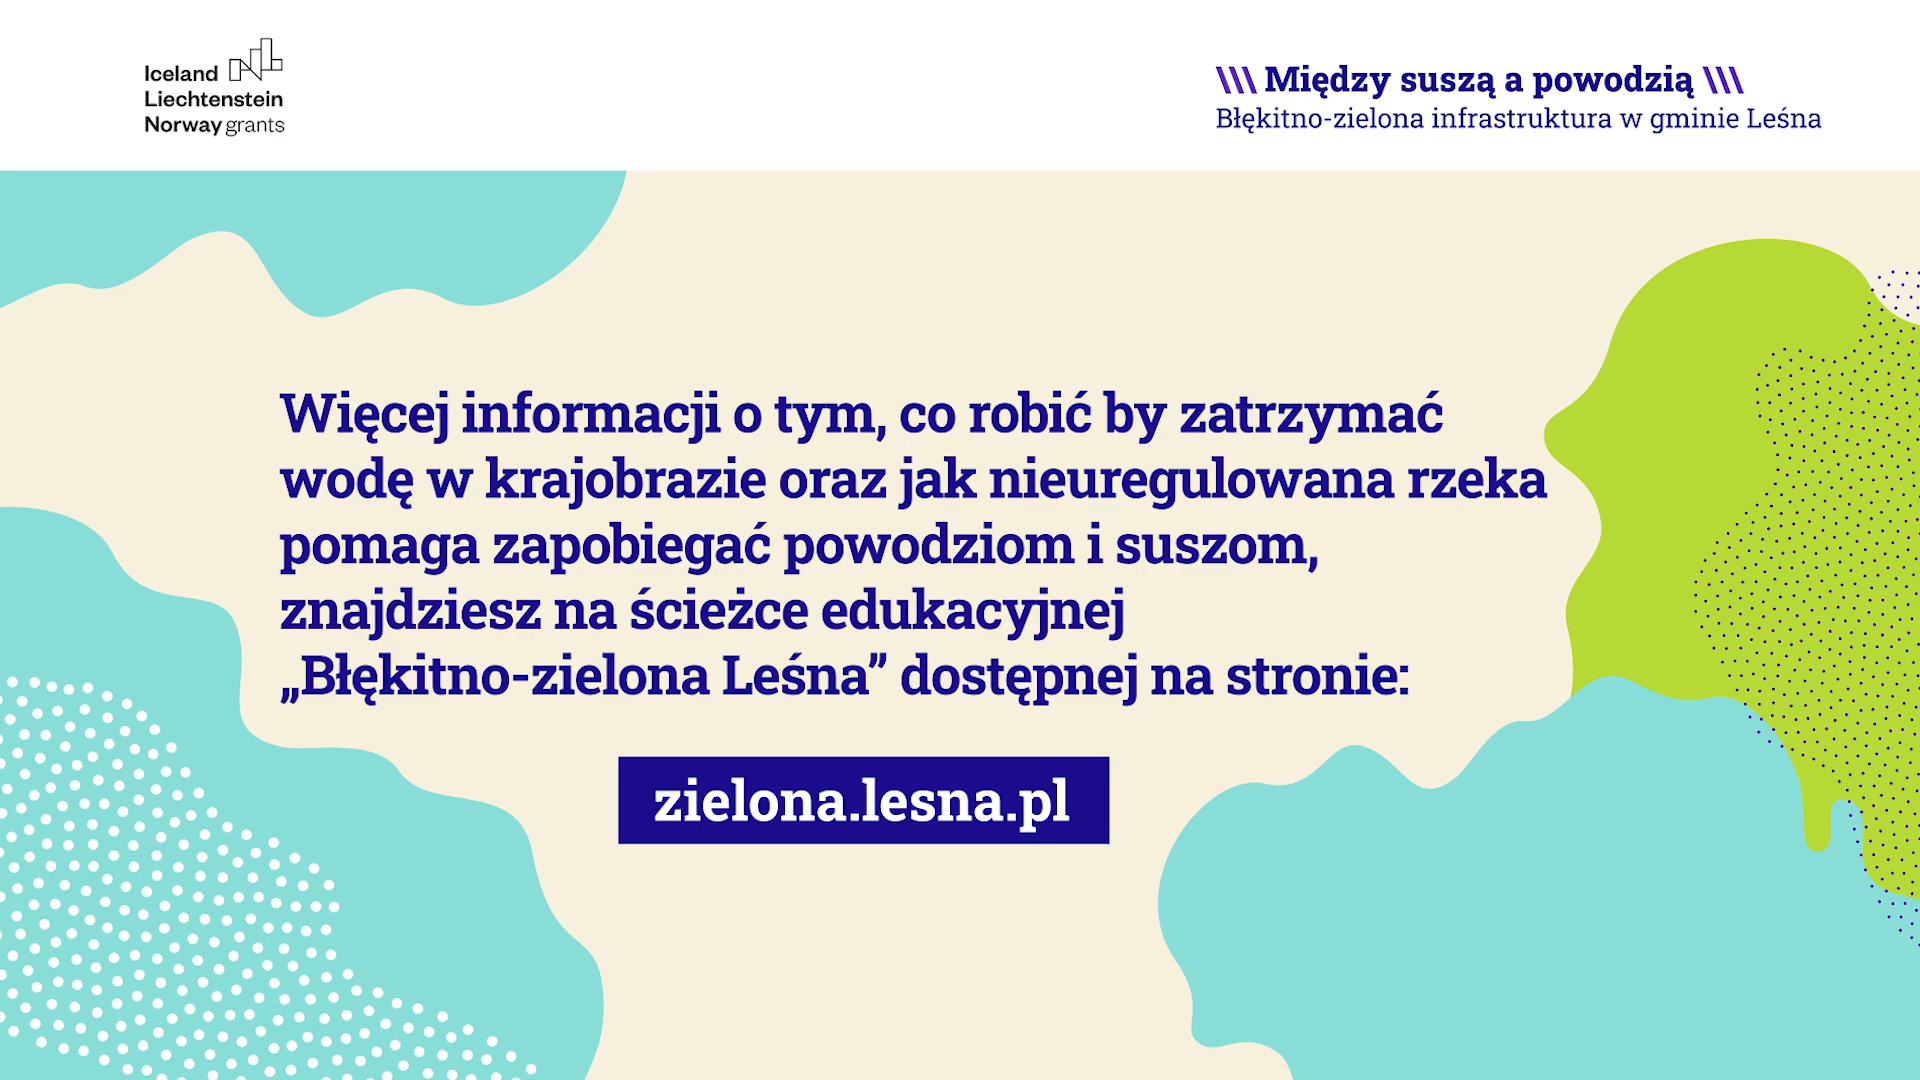 Iceland
Liechtenstein
Norway grants
\\\ Między suszą a powodzią \\\
Błękitno-zielona infrastruktura w gminie Leśna
Więcej informacji o tym, co robić by zatrzymać
wodę w krajobrazie oraz jak nieuregulowana rzeka
pomaga zapobiegać powodziom i suszom,
znajdziesz na ścieżce edukacyjnej
„Błękitno-zielona Leśna” dostępnej na stronie:
zielona.lesna.pl